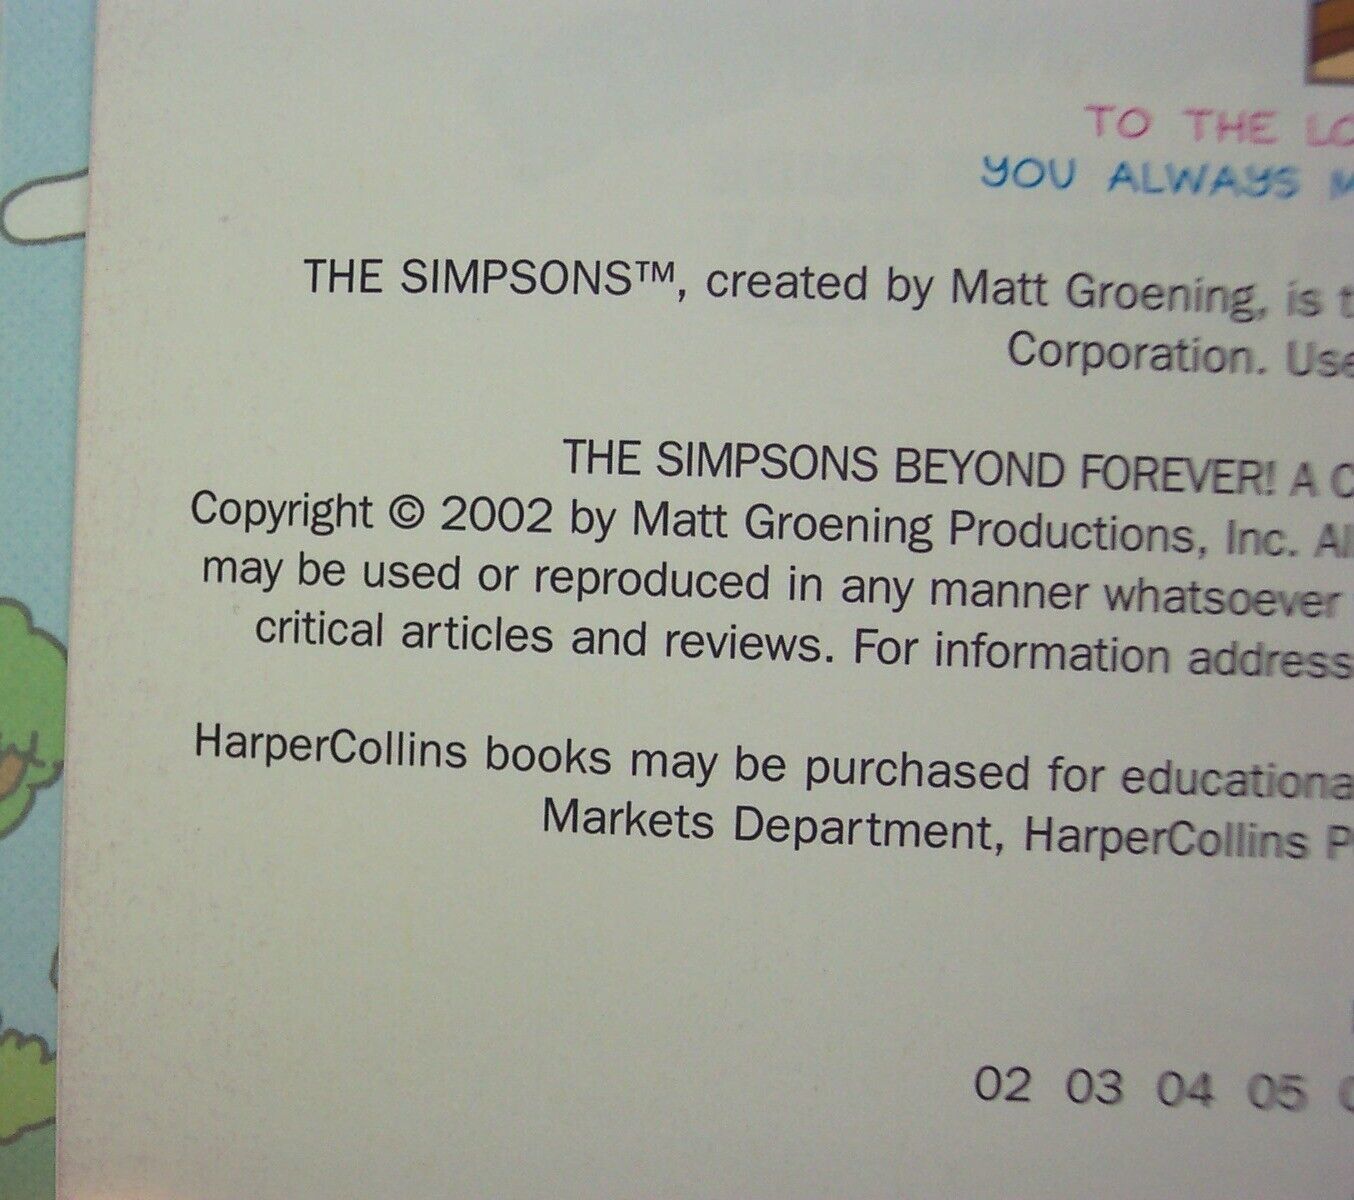 TO THE
YOU ALWAYS
THE SIMPSONS™, created by Matt Groening, is
Corporation.
THE SIMPSONS BEYOND FOREVER! A
Copyright © 2002 by Matt Groening Productions, Inc.
may be used or reproduced in any manner whatsoever
critical articles and reviews. For information address
HarperCollins books may be purchased for
Markets Department, HarperCollins
02 03 04 05